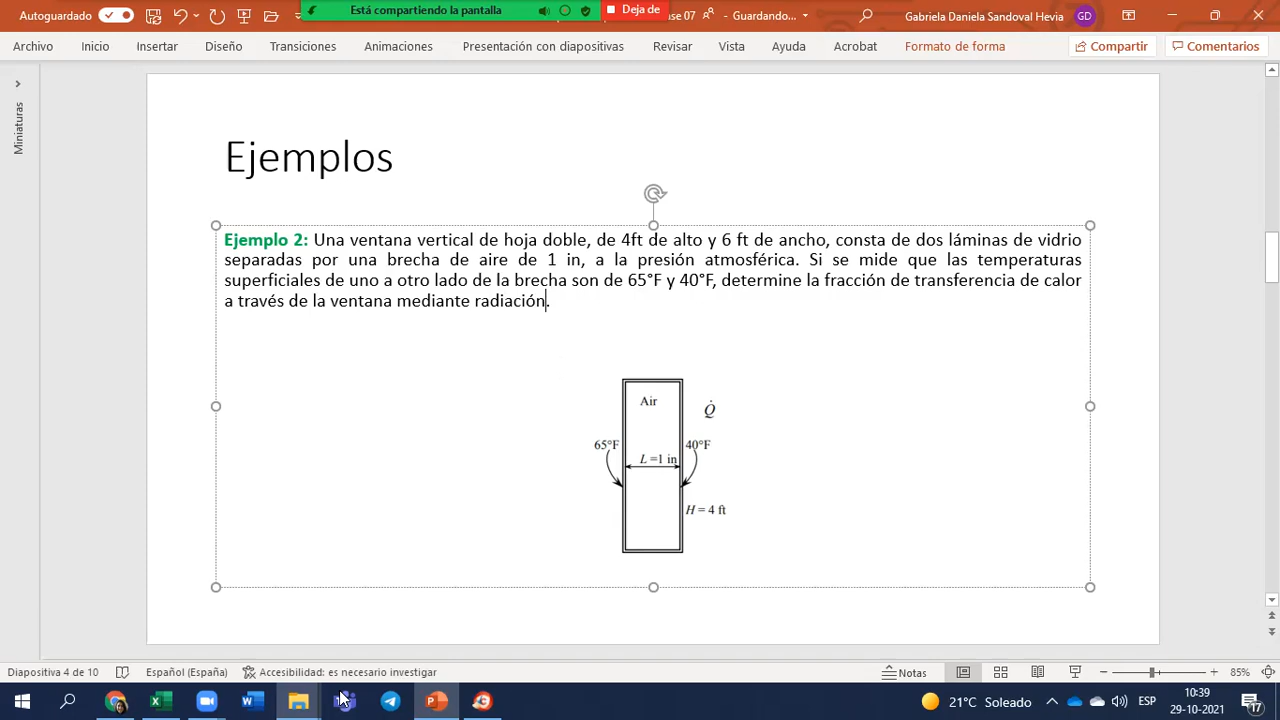 Está compartiendo la pantalla
Deja de
Autoguardado
se 07
Guardando...
Gabriela Daniela Sandoval Hevia
GD
Archivo Inicio Insertar Diseño Transiciones Animaciones Presentación con diapositivas Revisar Vista Ayuda Acrobat Formato de forma
Compartir
Comentarios
Miniaturas
Ejemplos
Ejemplo 2: Una ventana vertical de hoja doble, de 4ft de alto y 6 ft de ancho, consta de dos láminas de vidrio
separadas por una brecha de aire de 1 in, a la presión atmosférica. Si se mide que las temperaturas
superficiales de uno a otro lado de la brecha son de 65°F y 40°F, determine la fracción de transferencia de calor
a través de la ventana mediante radiación.
Air
Q̇
65°F
40°F
L =1 in
H = 4 ft
Diapositiva 4 de 10
Español (España)
Accesibilidad: es necesario investigar
Notas
85%
21°C Soleado
ESP
10:39
29-10-2021
17